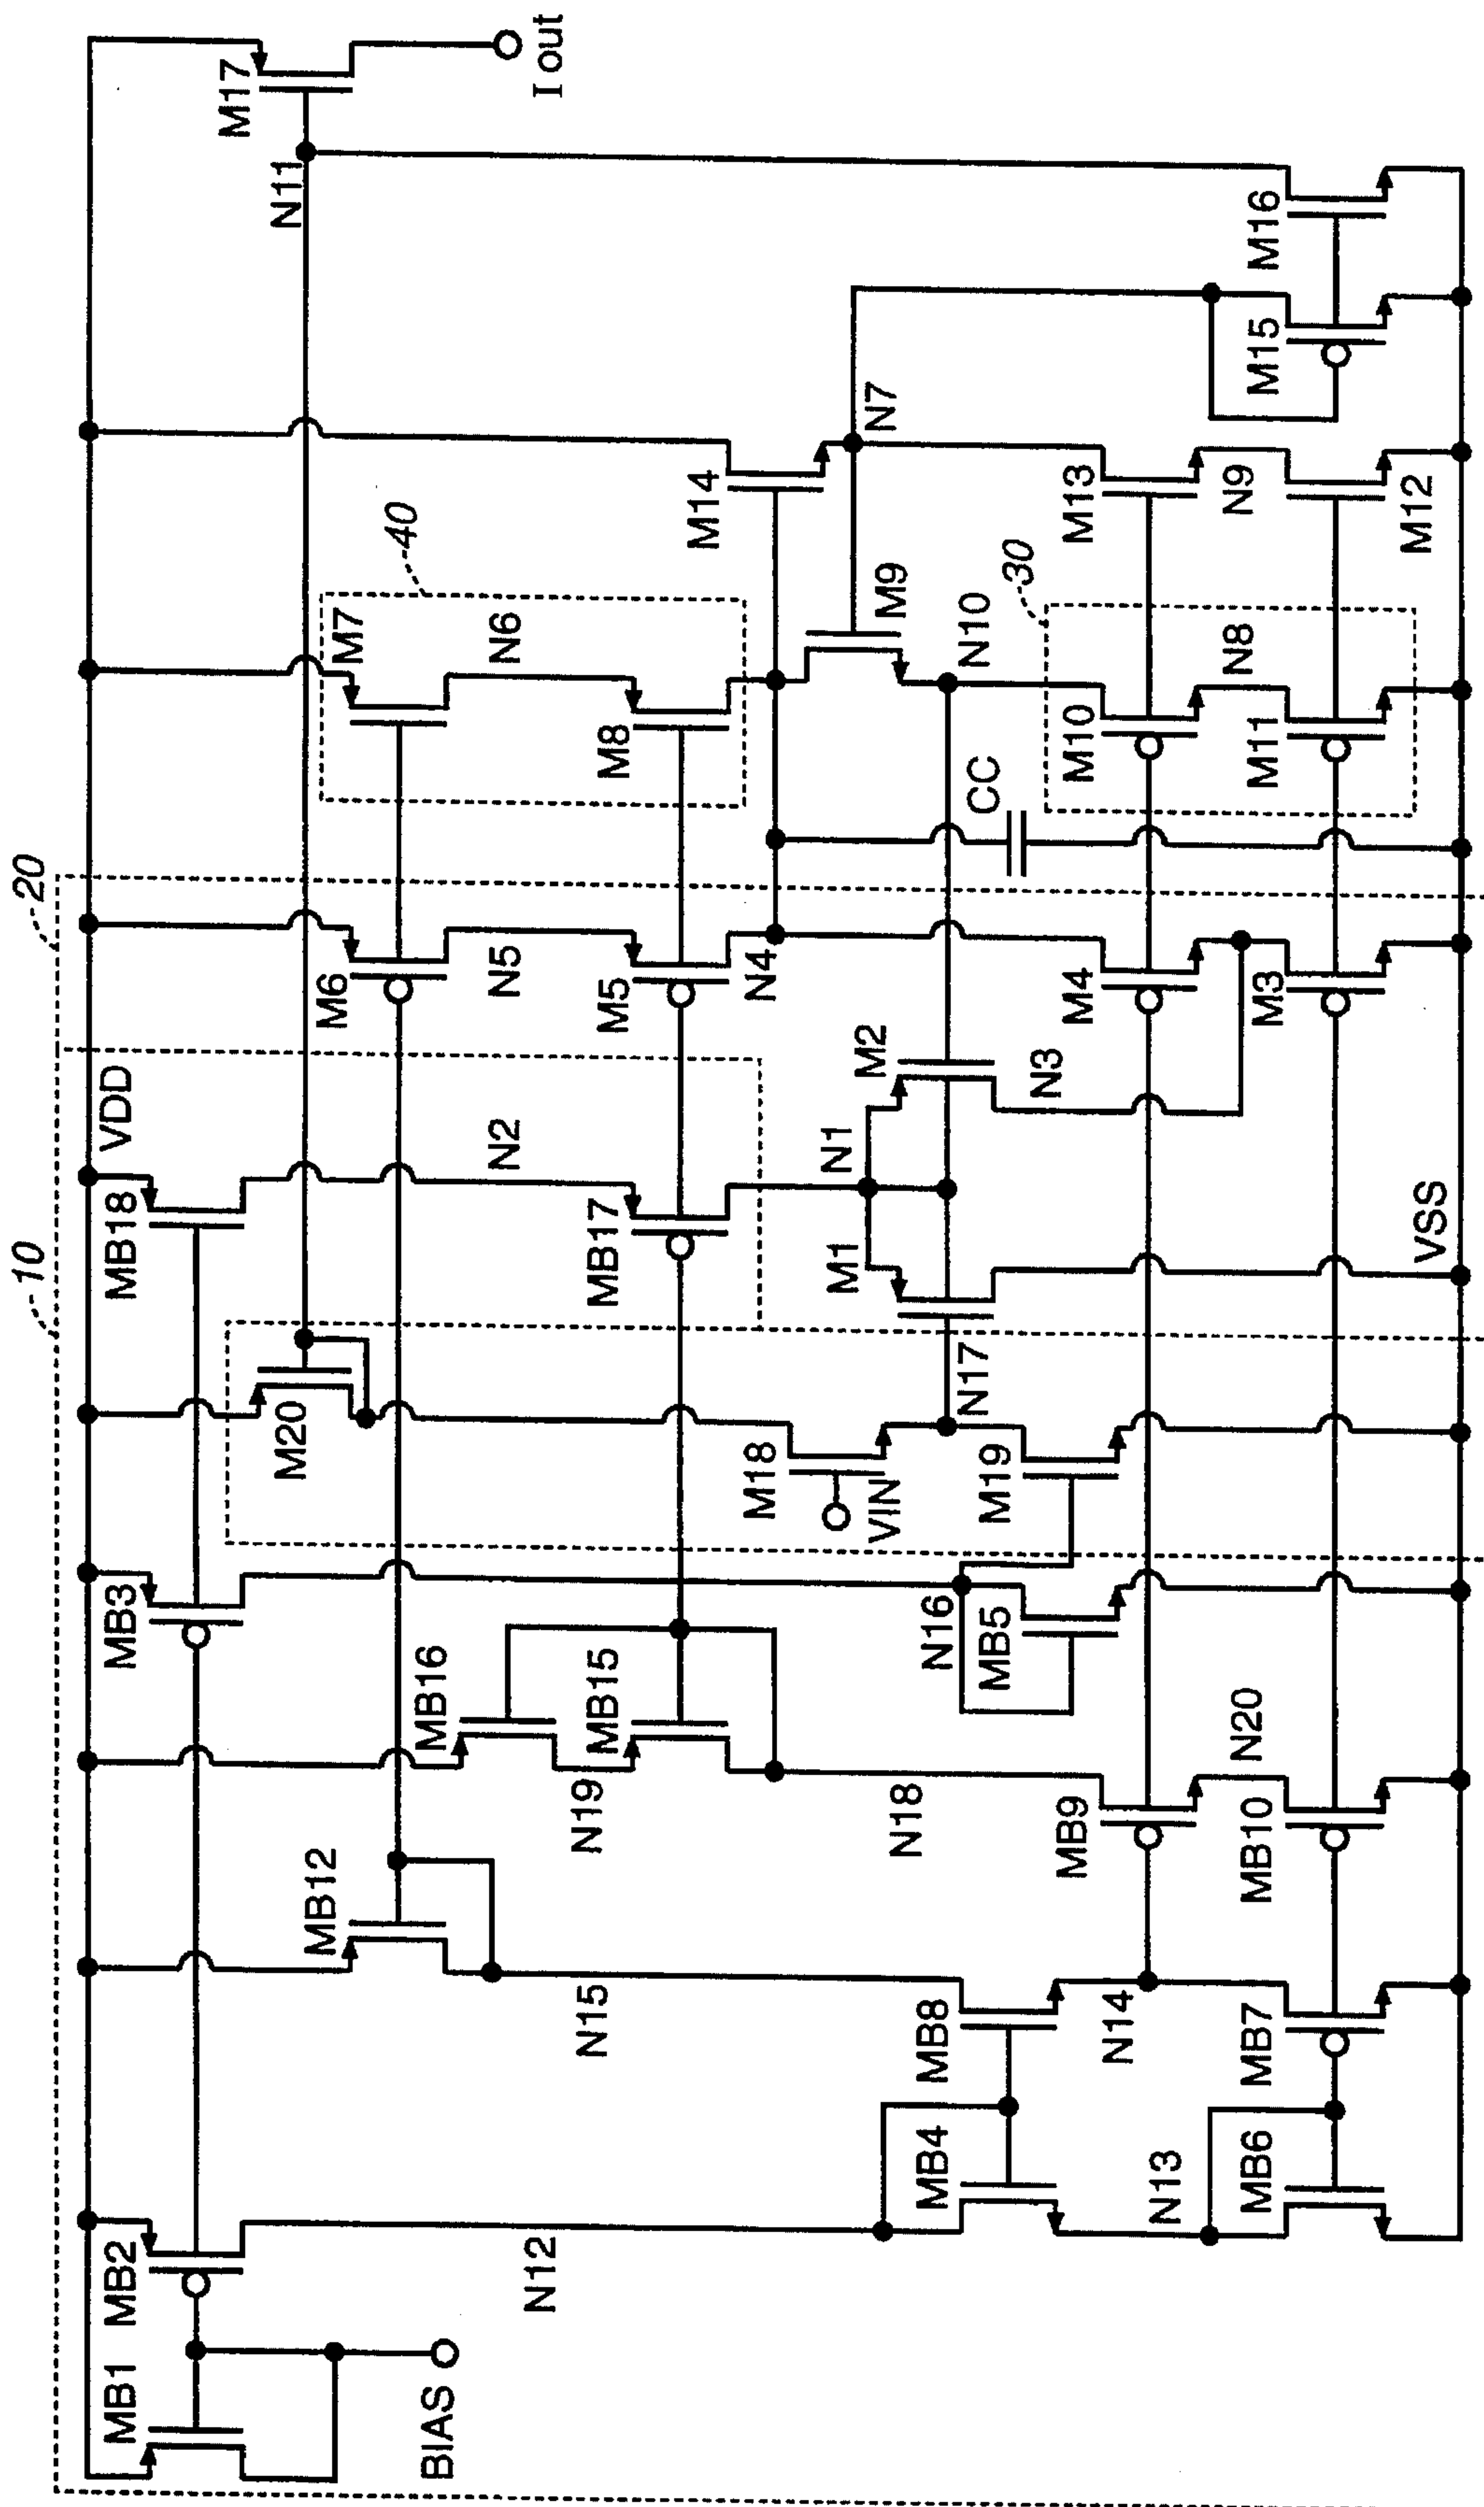 10
20
MB1
MB2
MB3
MB18
VDD
M17
BIAS
M20
N11
I out
MB12
MB16
M6
M7
40
N12
N15
N19
MB15
N2
N5
N6
MB17
M5
M8
M14
N18
M18
VIN
N4
N7
M1
N1
M2
M9
MB4
MB8
N16
MB5
M19
N17
CC
N10
30
N3
N13
N14
MB9
M4
M10
M13
N20
N8
N9
MB6
MB7
MB10
M3
M11
M15
M16
VSS
M12